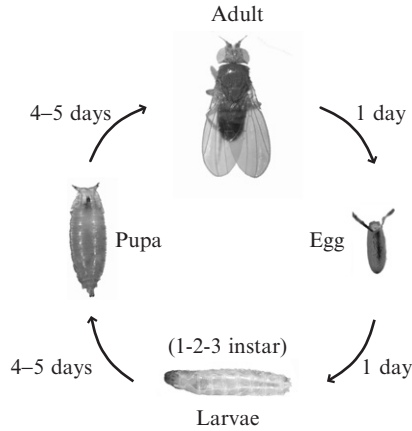 Adult
4–5 days
1 day
Pupa
Egg
(1-2-3 instar)
4–5 days
1 day
Larvae